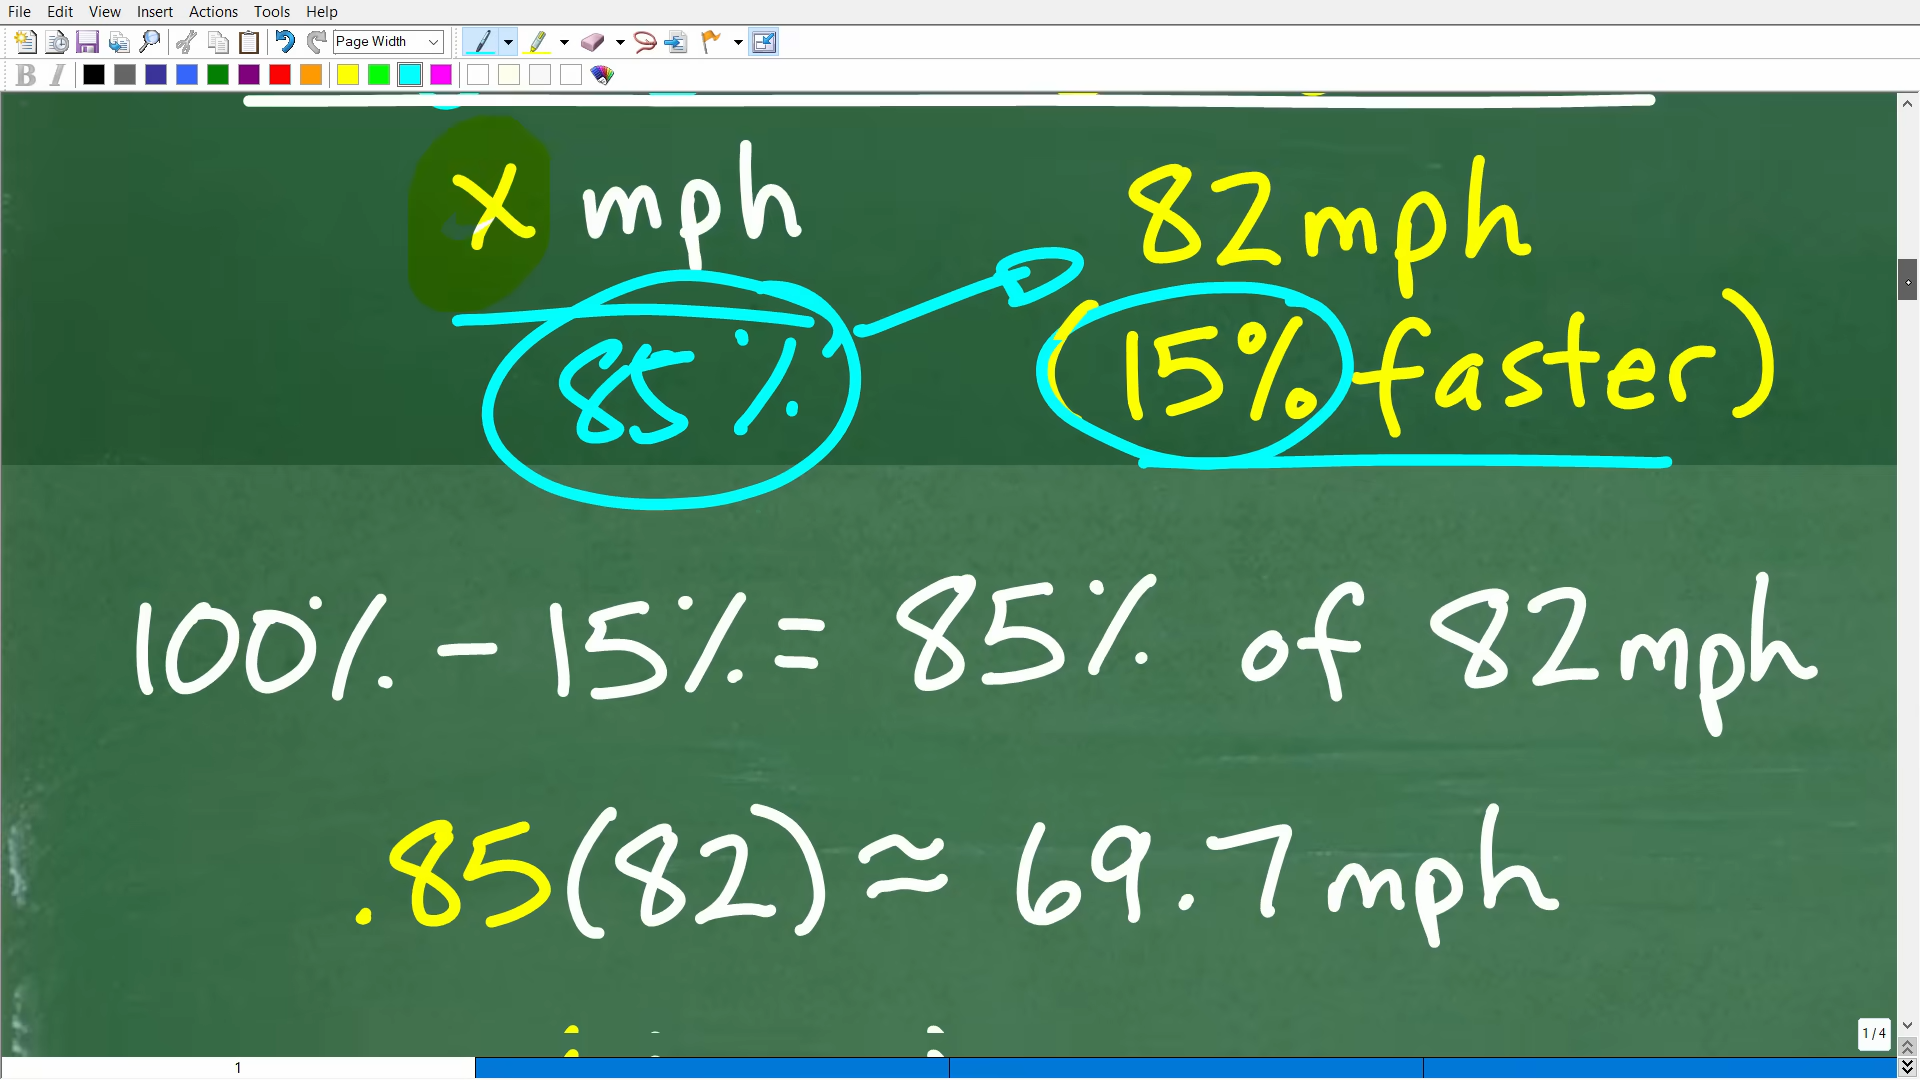 File Edit View Insert Actions Tools Help
Page Width
B I
x mph 82 mph
85% (15% faster)
100% - 15% = 85% of 82 mph
.85(82) ≈ 69.7 mph
1 / 4
1